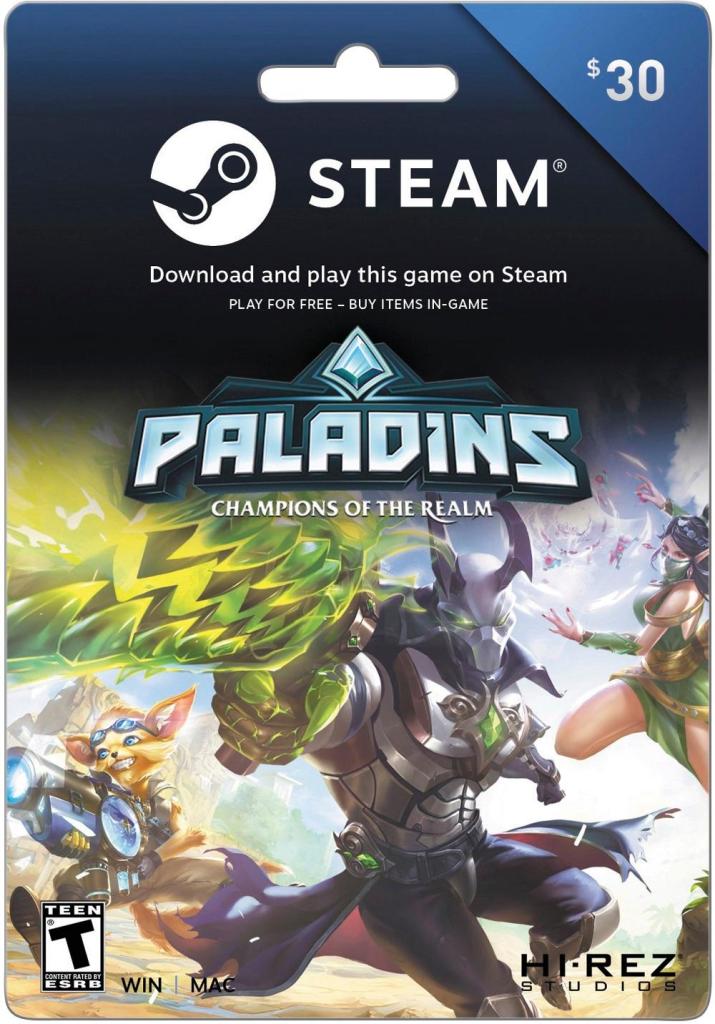 $30
STEAM®
Download and play this game on Steam
PLAY FOR FREE – BUY ITEMS IN-GAME
PALADINS
CHAMPIONS OF THE REALM
TEEN
T®
CONTENT RATED BY
ESRB
WIN | MAC
HI-REZ
STUDIOS